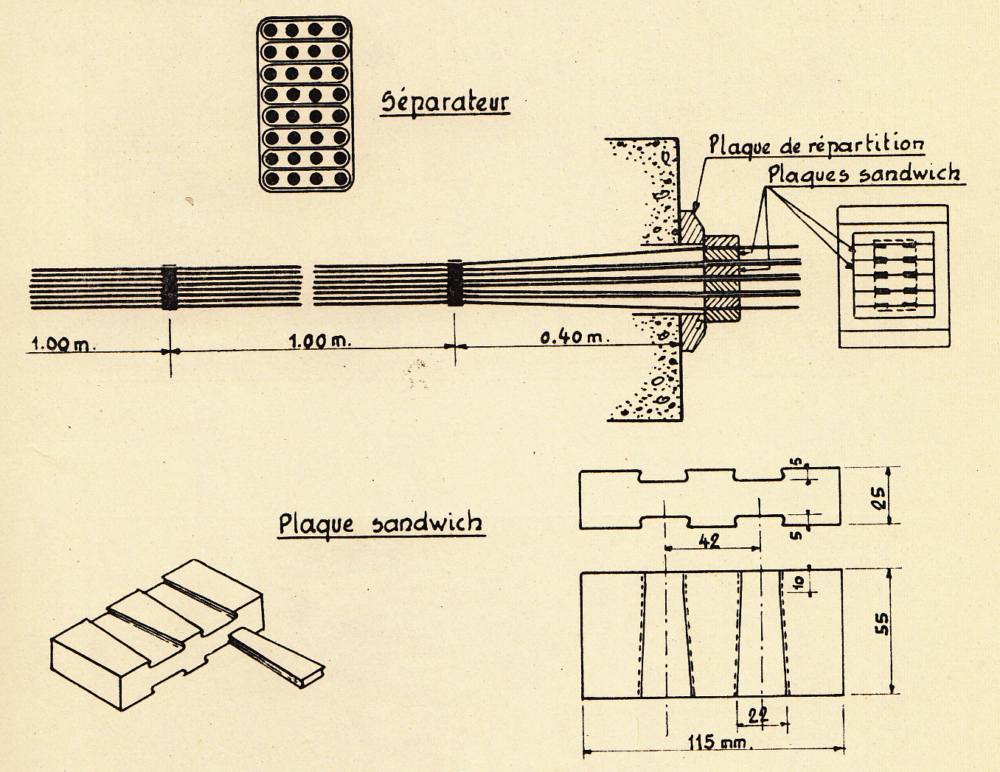 Séparateur
Plaque de répartition
Plaques sandwich
1.00 m.
1.00 m.
0.40 m.
Plaque sandwich
5
25
5
42
10
55
22
115 mm.